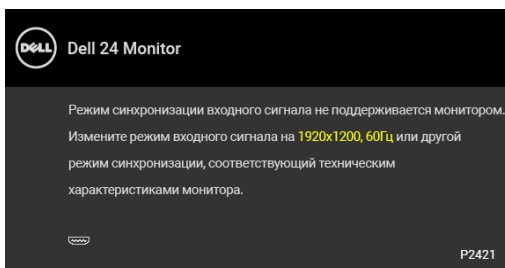 DELL
Dell 24 Monitor
Режим синхронизации входного сигнала не поддерживается монитором.
Измените режим входного сигнала на 1920x1200, 60Гц или другой
режим синхронизации, соответствующий техническим
характеристиками монитора.
P2421